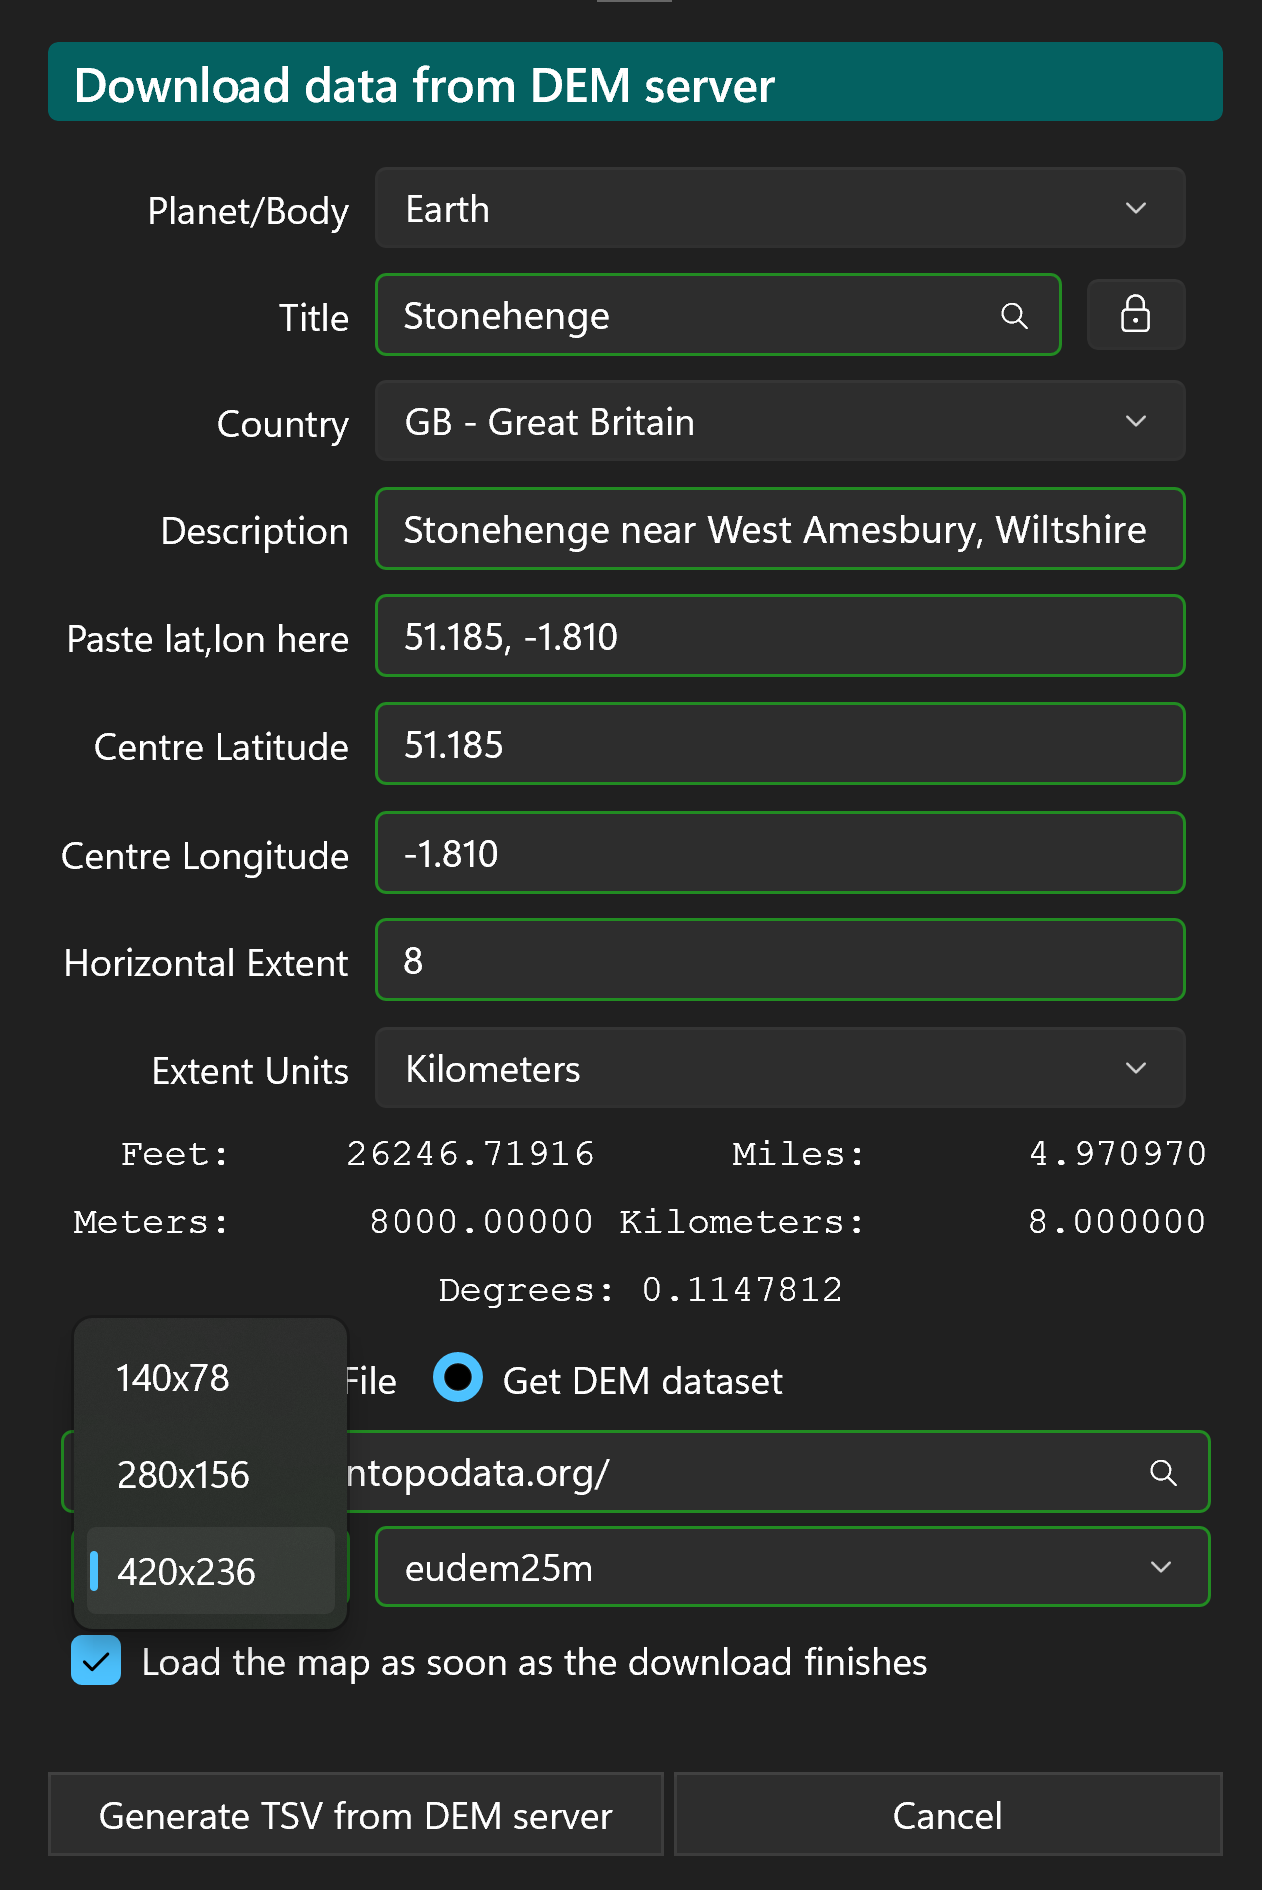 Download data from DEM server
Planet/Body Earth
Title Stonehenge
Country GB - Great Britain
Description Stonehenge near West Amesbury, Wiltshire
Paste lat,lon here 51.185, -1.810
Centre Latitude 51.185
Centre Longitude -1.810
Horizontal Extent 8
Extent Units Kilometers
Feet: 26246.71916 Miles: 4.970970
Meters: 8000.00000 Kilometers: 8.000000
Degrees: 0.1147812
140x78 File Get DEM dataset
280x156 ntopodata.org/
420x236 eudem25m
Load the map as soon as the download finishes
Generate TSV from DEM server Cancel